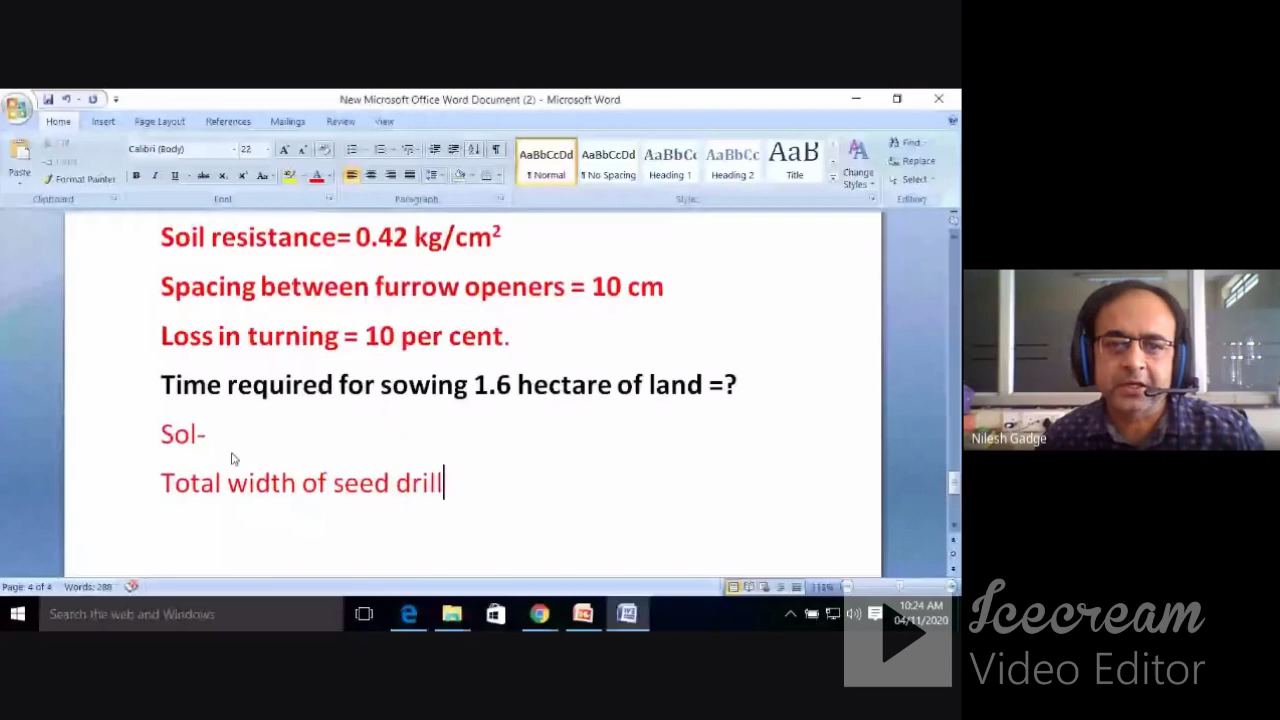 New Microsoft Office Word Document (2) - Microsoft Word
Home Insert Page Layout References Mailings Review View
Calibri (Body) 22
AaBbCcDd AaBbCcDd AaBbCc AaBbCc AaB
¶ Normal ¶ No Spacing Heading 1 Heading 2 Title
Paste Format Painter
Change Styles
Find
Replace
Select
Clipboard Font Paragraph Styles Editing
Soil resistance= 0.42 kg/cm²
Spacing between furrow openers = 10 cm
Loss in turning = 10 per cent.
Time required for sowing 1.6 hectare of land =?
Sol-
Total width of seed drill
Nilesh Gadge
Page: 4 of 4 Words: 288 118%
Search the web and Windows
10:24 AM
04/11/2020
Icecream
Video Editor